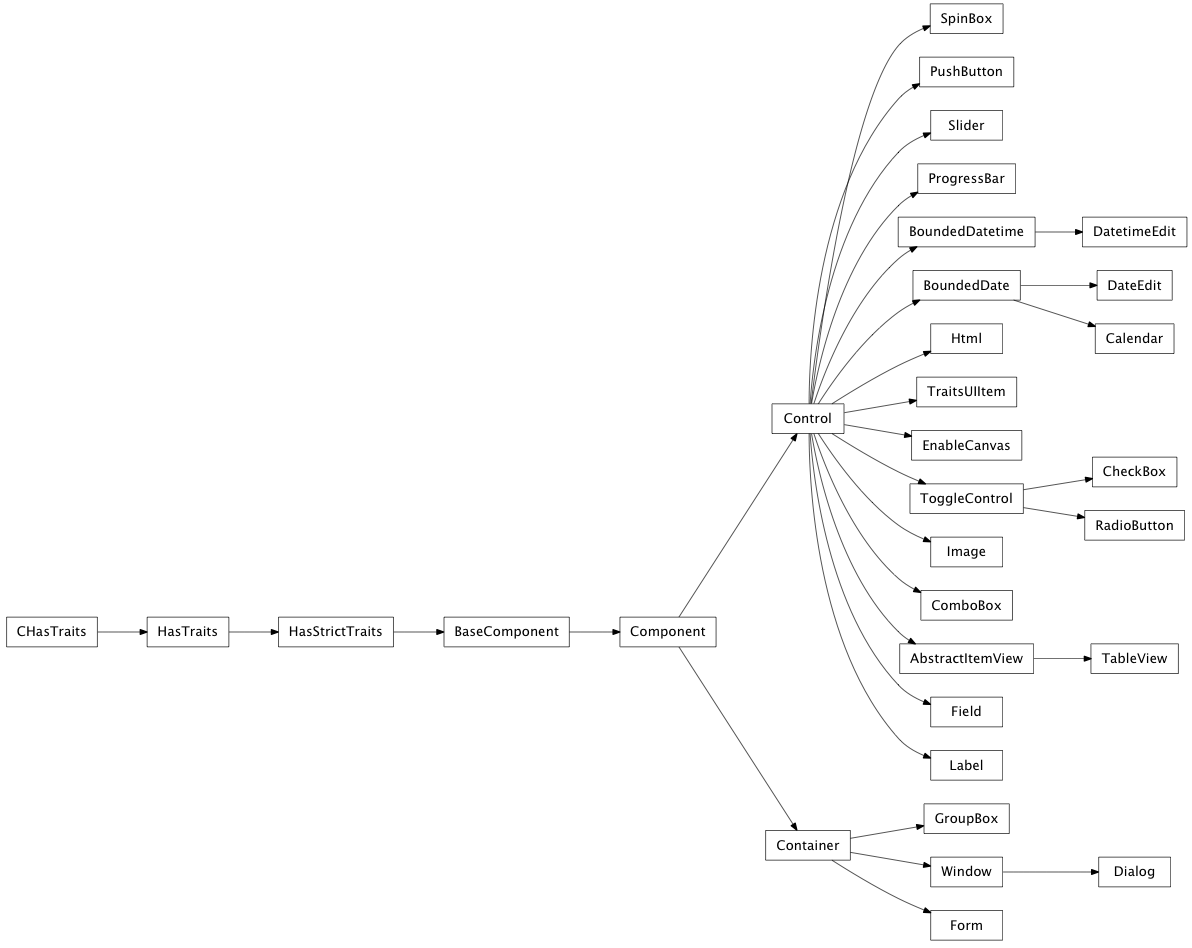 SpinBox
PushButton
Slider
ProgressBar
BoundedDatetime
DatetimeEdit
BoundedDate
DateEdit
Html
Calendar
TraitsUIItem
Control
EnableCanvas
CheckBox
ToggleControl
RadioButton
Image
ComboBox
CHasTraits
HasTraits
HasStrictTraits
BaseComponent
Component
AbstractItemView
TableView
Field
Label
GroupBox
Container
Window
Dialog
Form